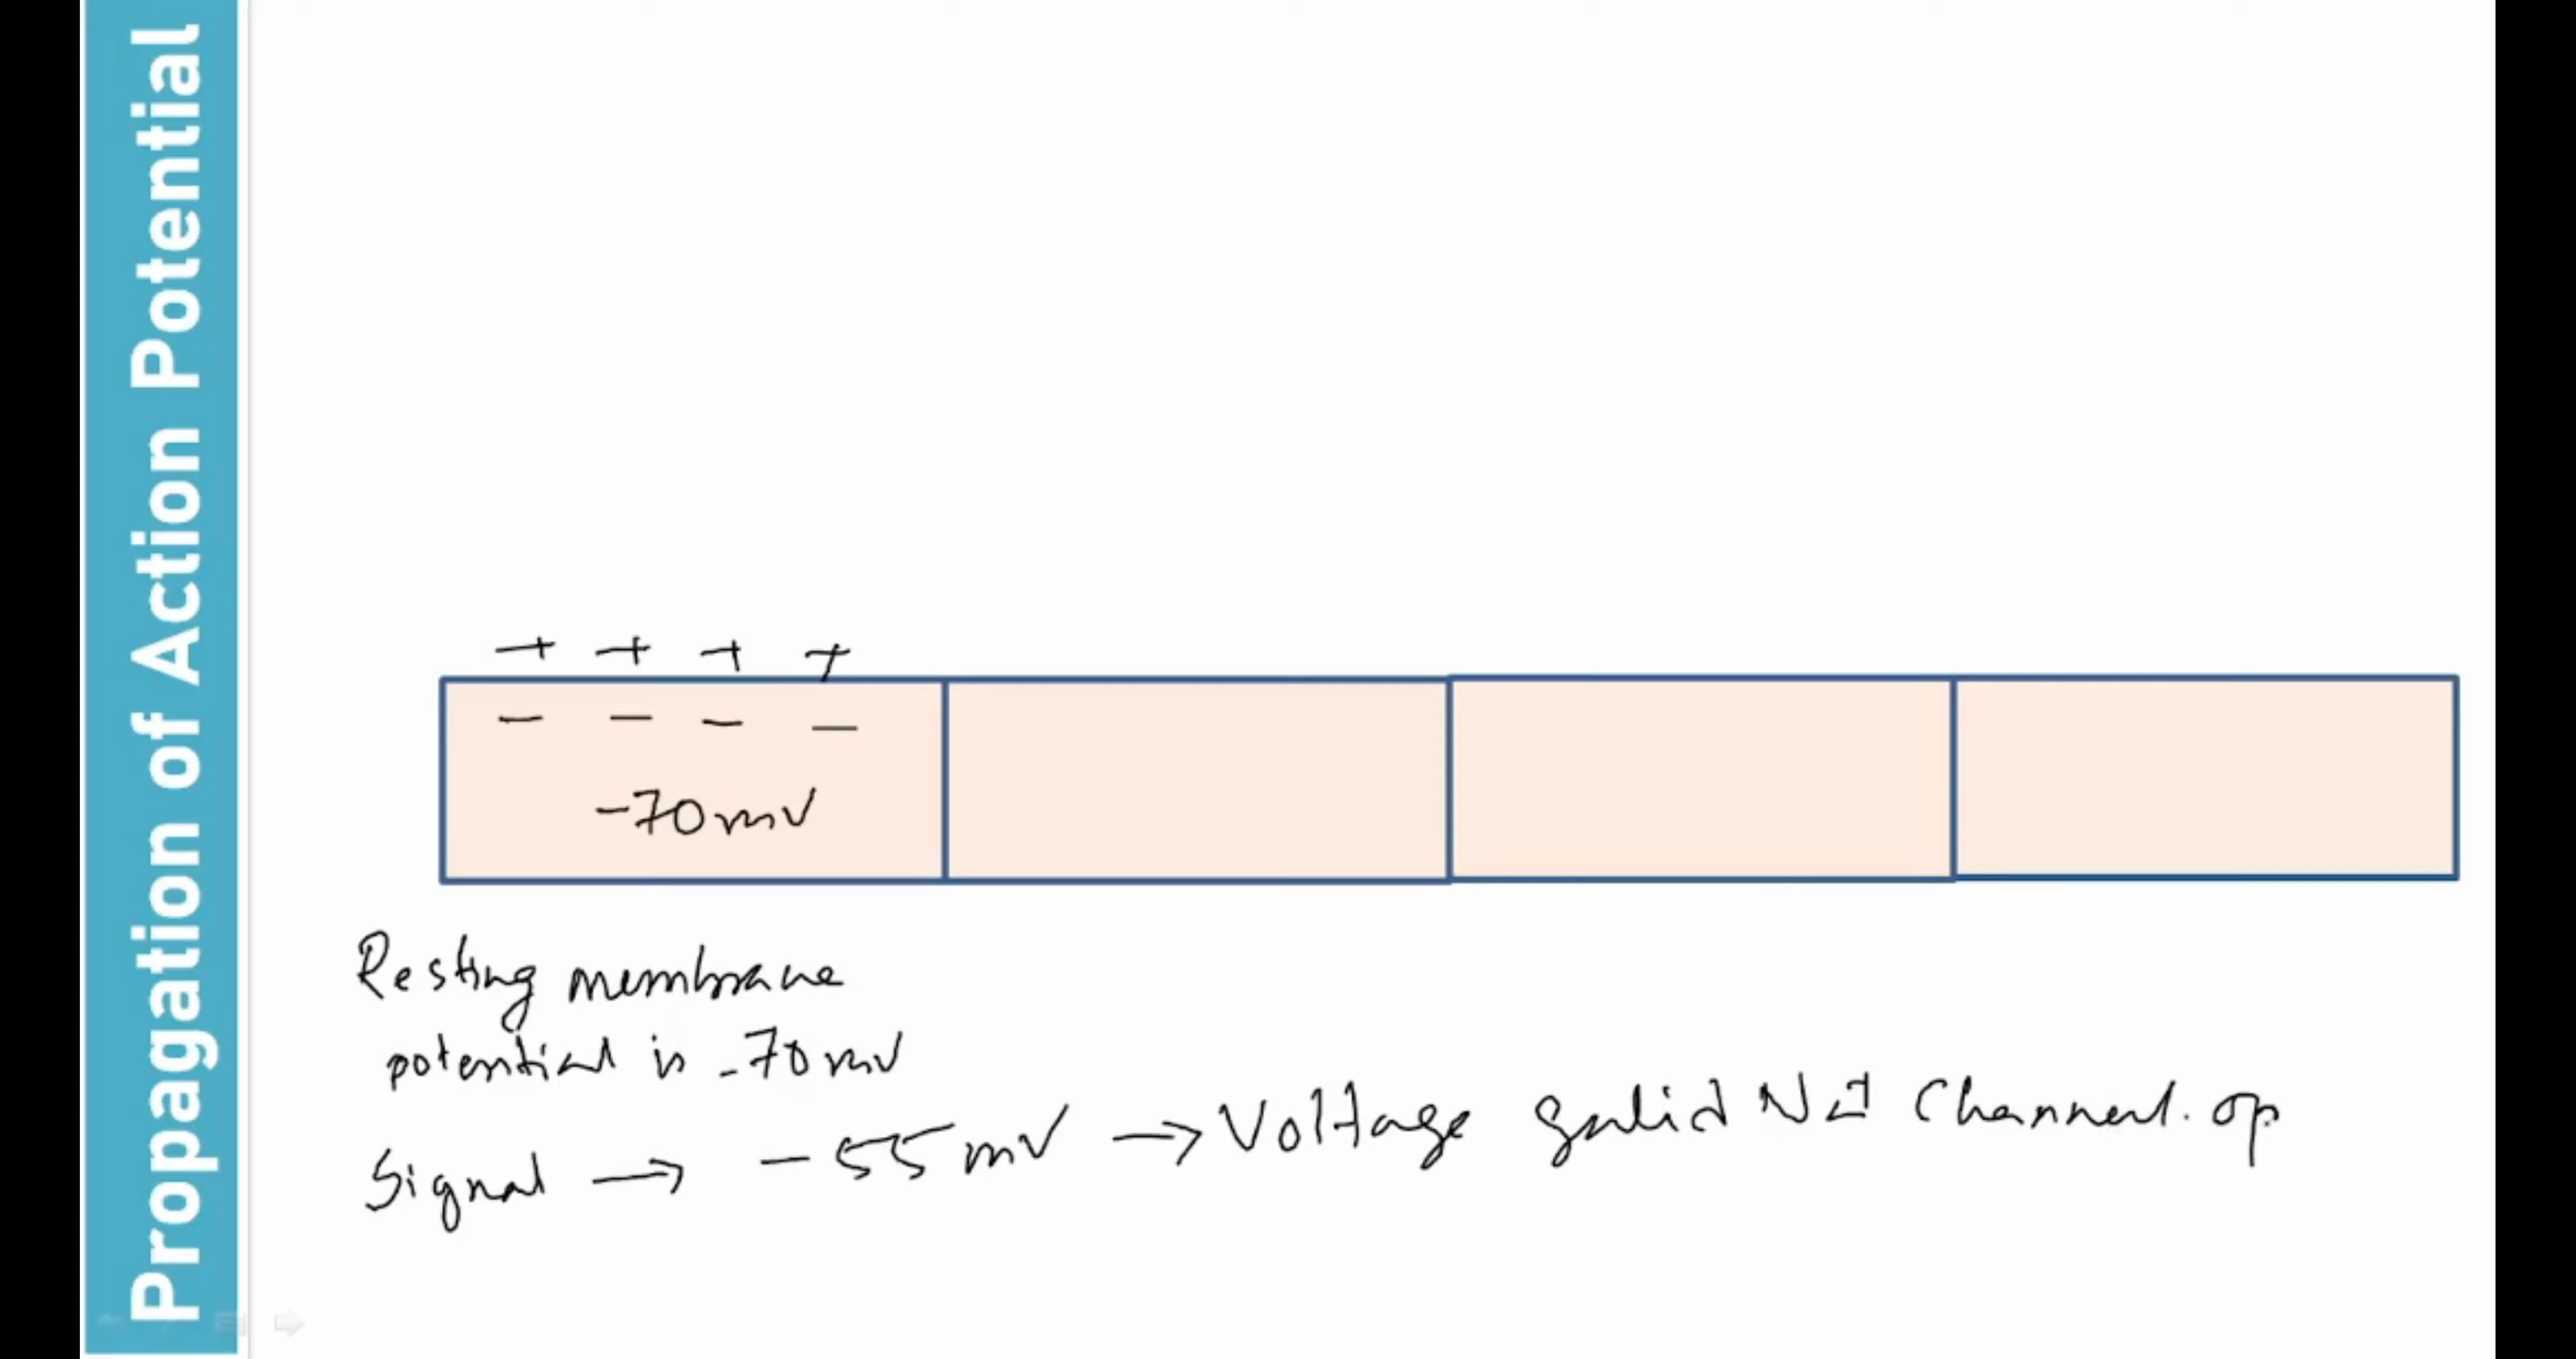 Propagation of Action Potential
+ + + +
– – – –
-70mV
Resting membrane
potential is -70mV
Signal → -55mV → Voltage gated Na+ Channel. op